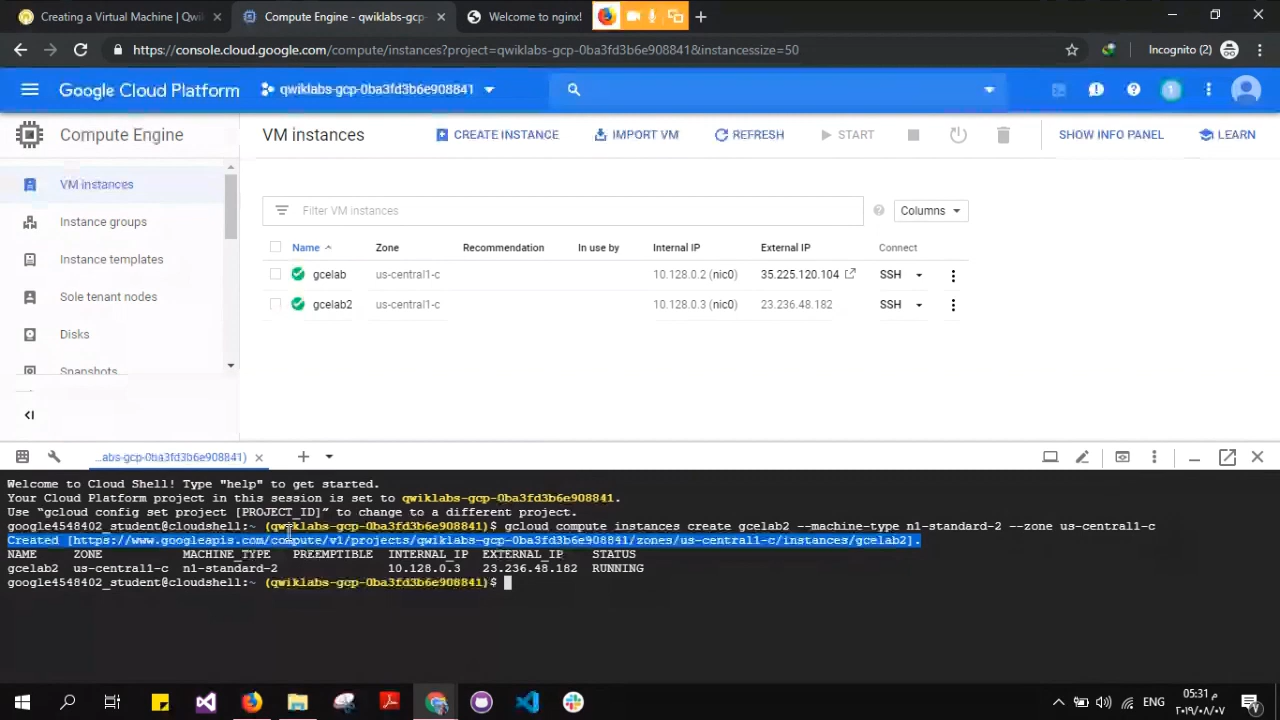 Creating a Virtual Machine | Qwik
Compute Engine - qwiklabs-gcp-
Welcome to nginx!
https://console.cloud.google.com/compute/instances?project=qwiklabs-gcp-0ba3fd3b6e908841&instancessize=50
Incognito (2)
Google Cloud Platform
qwiklabs-gcp-0ba3fd3b6e908841
1
Compute Engine
VM instances
CREATE INSTANCE
IMPORT VM
REFRESH
START
SHOW INFO PANEL
LEARN
VM instances
Instance groups
Instance templates
Sole tenant nodes
Disks
Snapshots
Filter VM instances
Columns
Name Zone Recommendation In use by Internal IP External IP Connect
gcelab us-central1-c 10.128.0.2 (nic0) 35.225.120.104 SSH
gcelab2 us-central1-c 10.128.0.3 (nic0) 23.236.48.182 SSH
...abs-gcp-0ba3fd3b6e908841)
Welcome to Cloud Shell! Type "help" to get started.
Your Cloud Platform project in this session is set to qwiklabs-gcp-0ba3fd3b6e908841.
Use “gcloud config set project [PROJECT_ID]” to change to a different project.
google4548402_student@cloudshell:~ (qwiklabs-gcp-0ba3fd3b6e908841)$ gcloud compute instances create gcelab2 --machine-type n1-standard-2 --zone us-central1-c
Created [https://www.googleapis.com/compute/v1/projects/qwiklabs-gcp-0ba3fd3b6e908841/zones/us-central1-c/instances/gcelab2].
NAME ZONE MACHINE_TYPE PREEMPTIBLE INTERNAL_IP EXTERNAL_IP STATUS
gcelab2 us-central1-c n1-standard-2 10.128.0.3 23.236.48.182 RUNNING
google4548402_student@cloudshell:~ (qwiklabs-gcp-0ba3fd3b6e908841)$
ENG
05:31 م
٢٠١٩/٠٨/٠٧